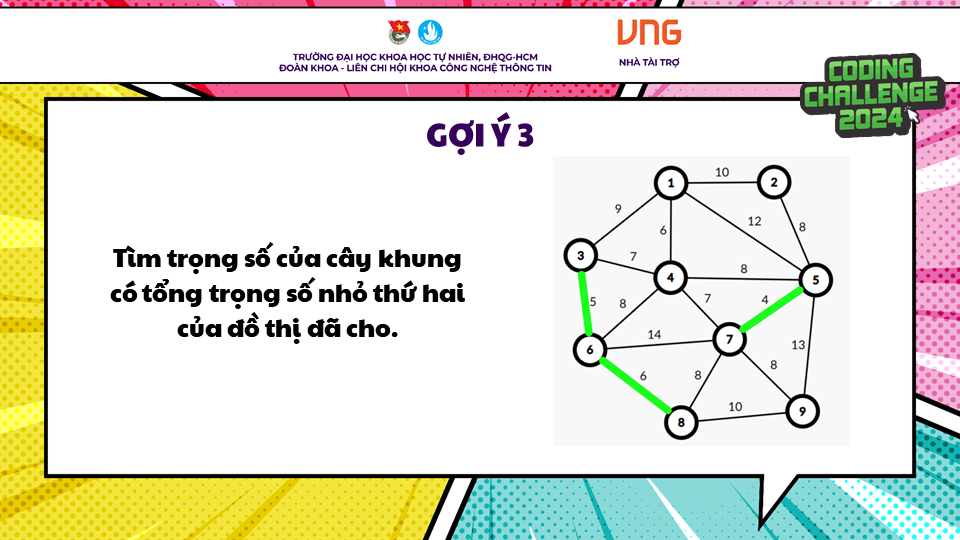 TRƯỜNG ĐẠI HỌC KHOA HỌC TỰ NHIÊN, ĐHQG-HCM
ĐOÀN KHOA - LIÊN CHI HỘI KHOA CÔNG NGHỆ THÔNG TIN
VNG
NHÀ TÀI TRỢ
CODING
CHALLENGE
2024
GỢI Ý 3
Tìm trọng số của cây khung
có tổng trọng số nhỏ thứ hai
của đồ thị đã cho.
10
1
2
9
12
8
6
3
7
4
8
5
5
8
7
4
14
7
13
6
6
8
8
10
9
8